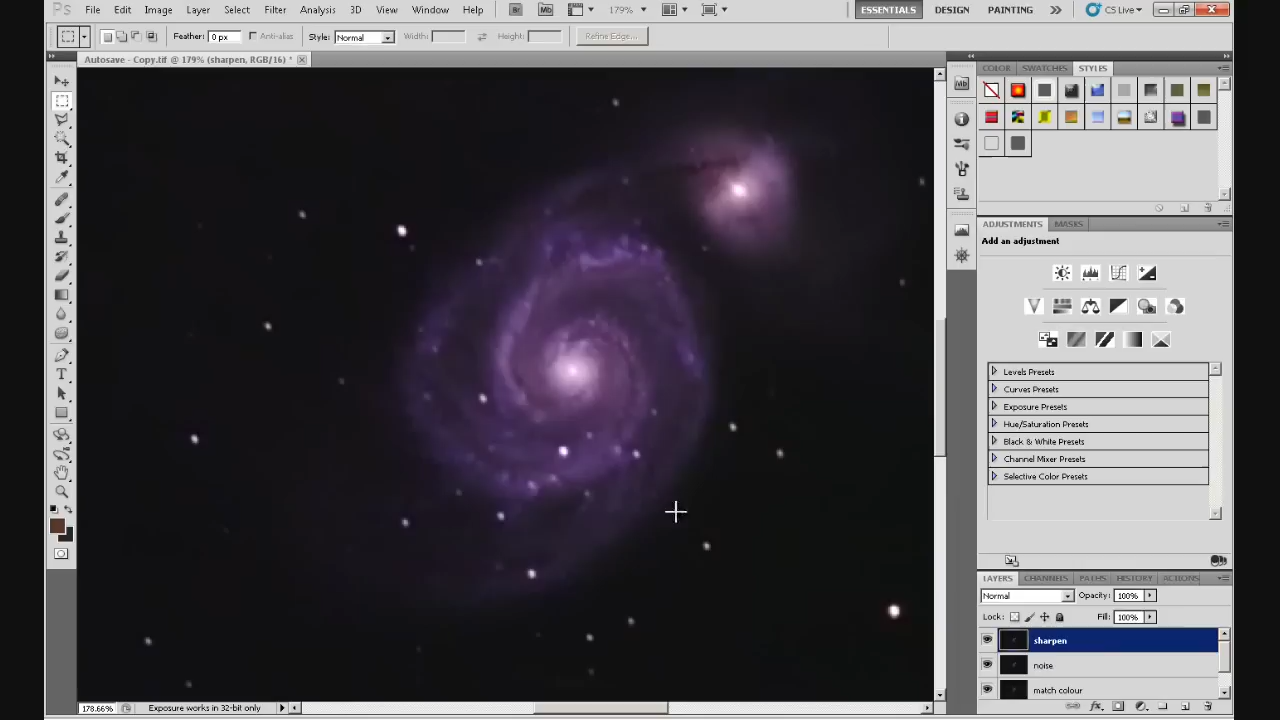 Ps File Edit Image Layer Select Filter Analysis 3D View Window Help Br Mb 179% ESSENTIALS DESIGN PAINTING CS Live
Feather: 0 px Anti-alias Style: Normal Width: Height: Refine Edge...
Autosave - Copy.tif @ 179% (sharpen, RGB/16) *
COLOR SWATCHES STYLES
ADJUSTMENTS MASKS
Add an adjustment
Levels Presets
Curves Presets
Exposure Presets
Hue/Saturation Presets
Black & White Presets
Channel Mixer Presets
Selective Color Presets
LAYERS CHANNELS PATHS HISTORY ACTIONS
Normal Opacity: 100%
Lock: Fill: 100%
sharpen
noise
match colour
178.66% Exposure works in 32-bit only